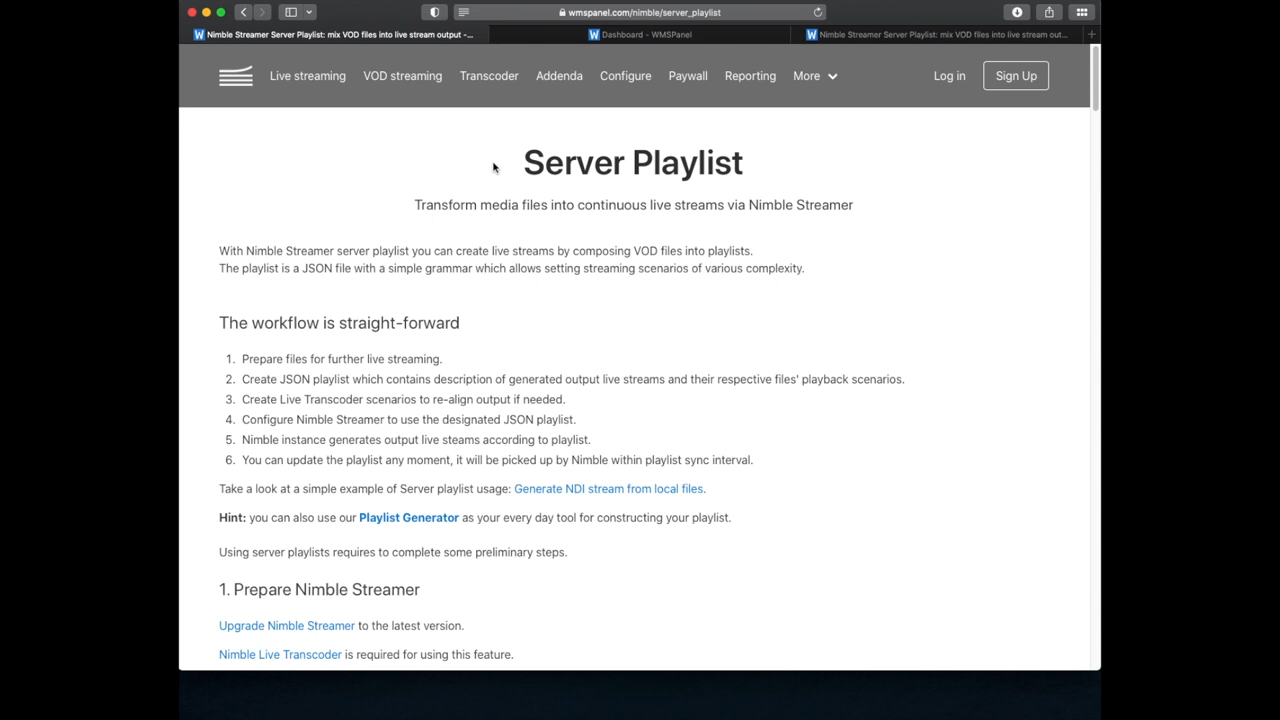 wmspanel.com/nimble/server_playlist
Nimble Streamer Server Playlist: mix VOD files into live stream output -...
Dashboard - WMSPanel
Nimble Streamer Server Playlist: mix VOD files into live stream out...
Live streaming VOD streaming Transcoder Addenda Configure Paywall Reporting More Log in Sign Up
Server Playlist
Transform media files into continuous live streams via Nimble Streamer
With Nimble Streamer server playlist you can create live streams by composing VOD files into playlists.
The playlist is a JSON file with a simple grammar which allows setting streaming scenarios of various complexity.
The workflow is straight-forward
1. Prepare files for further live streaming.
2. Create JSON playlist which contains description of generated output live streams and their respective files' playback scenarios.
3. Create Live Transcoder scenarios to re-align output if needed.
4. Configure Nimble Streamer to use the designated JSON playlist.
5. Nimble instance generates output live steams according to playlist.
6. You can update the playlist any moment, it will be picked up by Nimble within playlist sync interval.
Take a look at a simple example of Server playlist usage: Generate NDI stream from local files.
Hint: you can also use our Playlist Generator as your every day tool for constructing your playlist.
Using server playlists requires to complete some preliminary steps.
1. Prepare Nimble Streamer
Upgrade Nimble Streamer to the latest version.
Nimble Live Transcoder is required for using this feature.